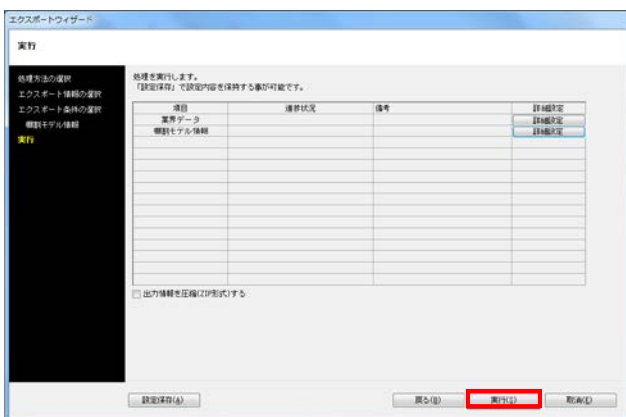 エクスポートウィザード
実行
処理方法の選択
エクスポート情報の選択
エクスポート条件の選択
棚割モデル情報
実行
処理を実行します。
「設定保存」で設定内容を保持する事が可能です。
項目 進捗状況 備考 詳細設定
業界データ 詳細設定
棚割モデル情報 詳細設定
出力情報を圧縮(ZIP形式)する
設定保存(A) 戻る(B) 実行(S) 取消(E)